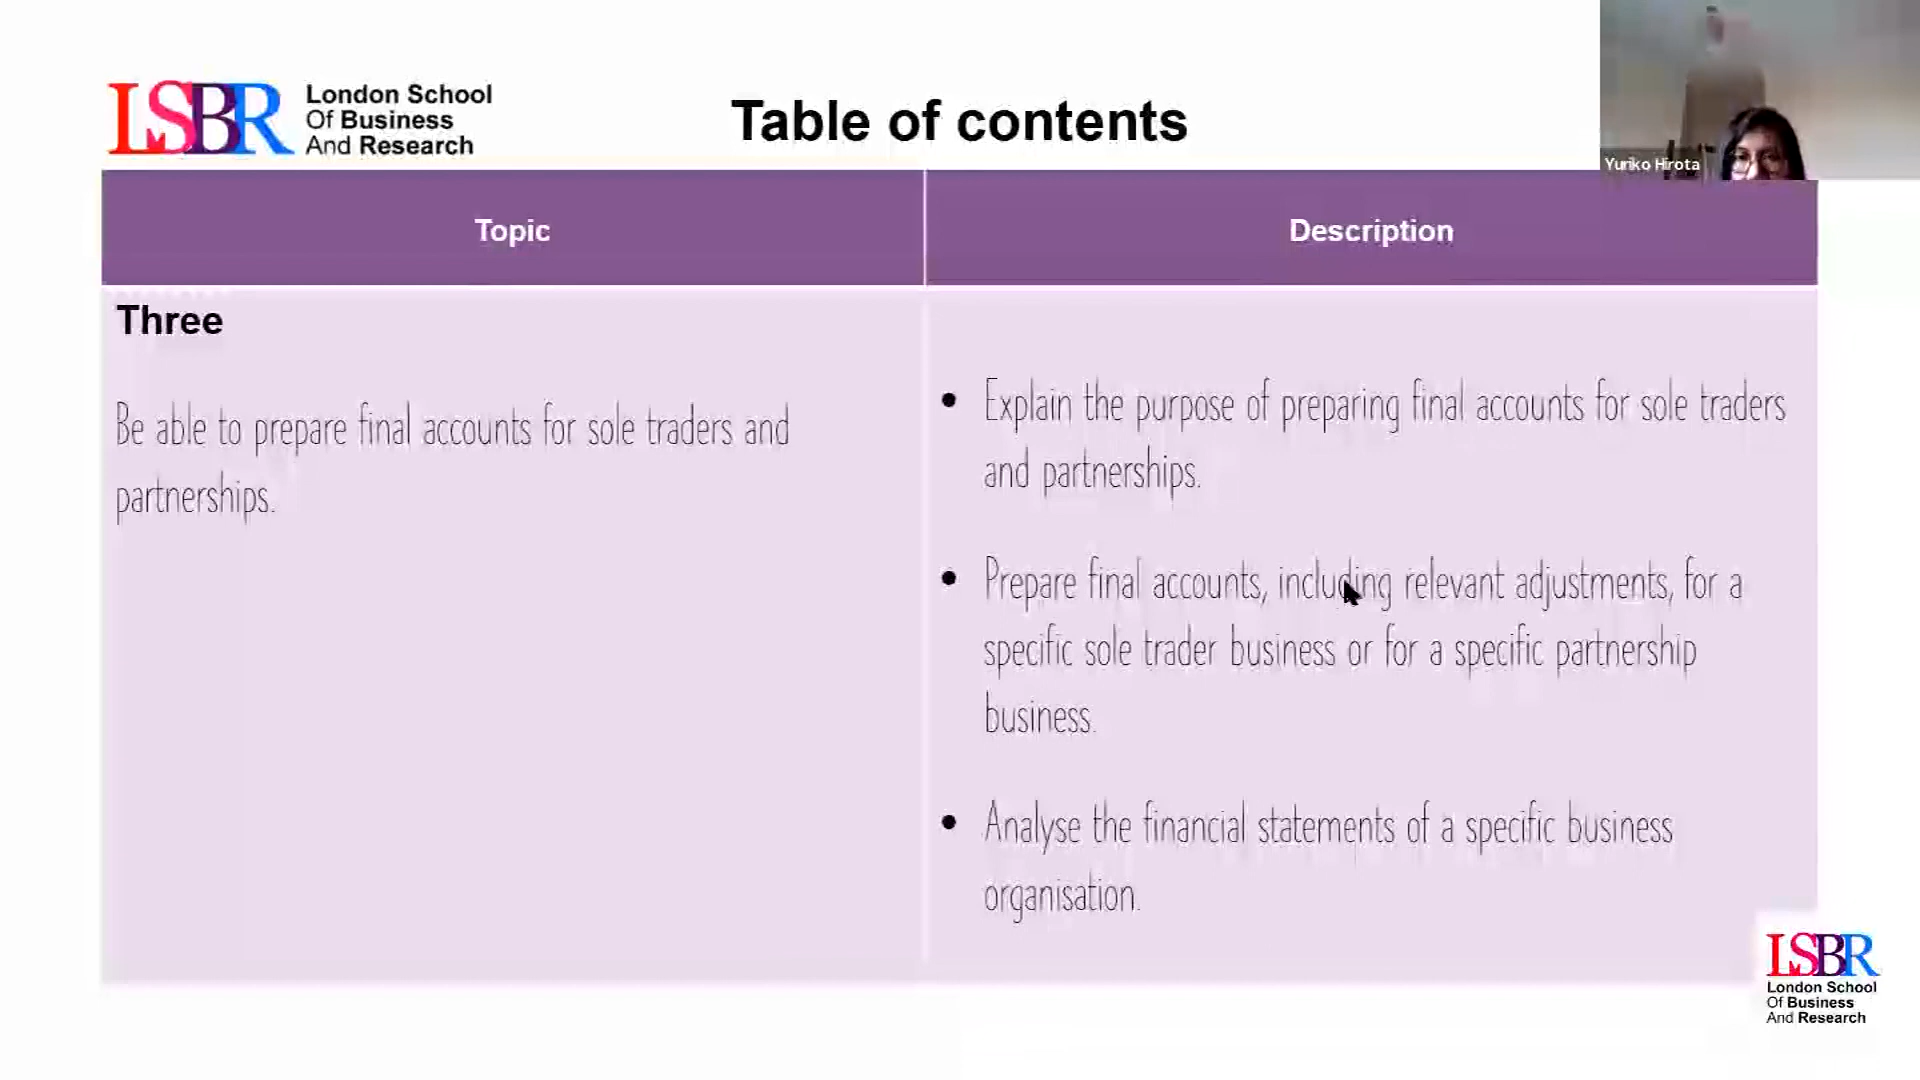 LSBR
London School
Of Business
And Research
Table of contents
Yuriko Hirota
Topic
Description
Three
Be able to prepare final accounts for sole traders and
partnerships.
• Explain the purpose of preparing final accounts for sole traders
and partnerships.
• Prepare final accounts, including relevant adjustments, for a
specific sole trader business or for a specific partnership
business.
• Analyse the financial statements of a specific business
organisation.
LSBR
London School
Of Business
And Research